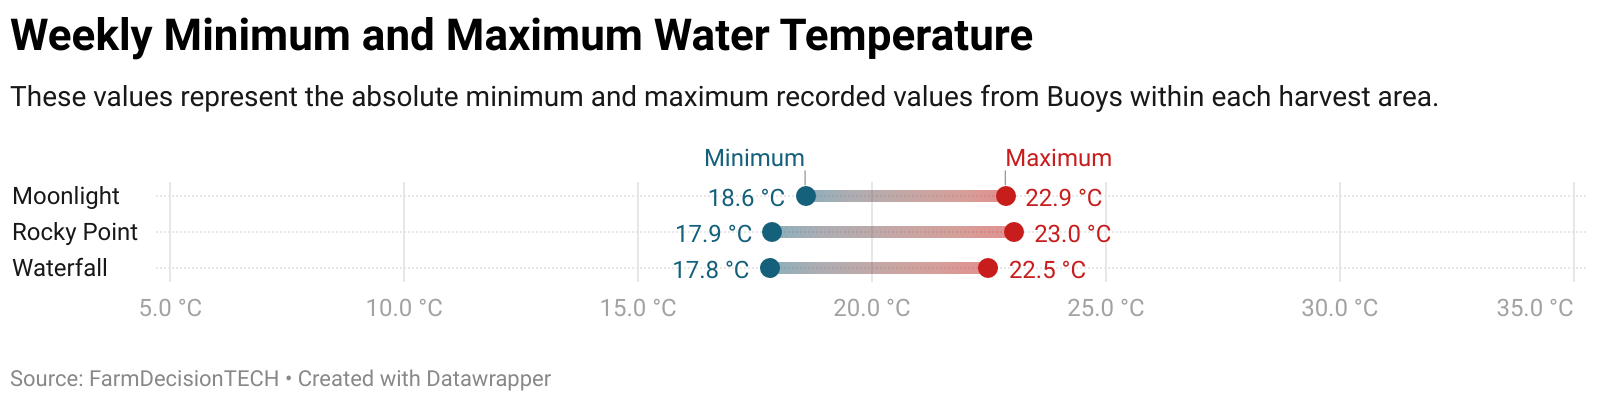 Weekly Minimum and Maximum Water Temperature
These values represent the absolute minimum and maximum recorded values from Buoys within each harvest area.
Minimum Maximum
Moonlight 18.6 °C 22.9 °C
Rocky Point 17.9 °C 23.0 °C
Waterfall 17.8 °C 22.5 °C
5.0 °C 10.0 °C 15.0 °C 20.0 °C 25.0 °C 30.0 °C 35.0 °C
Source: FarmDecisionTECH • Created with Datawrapper